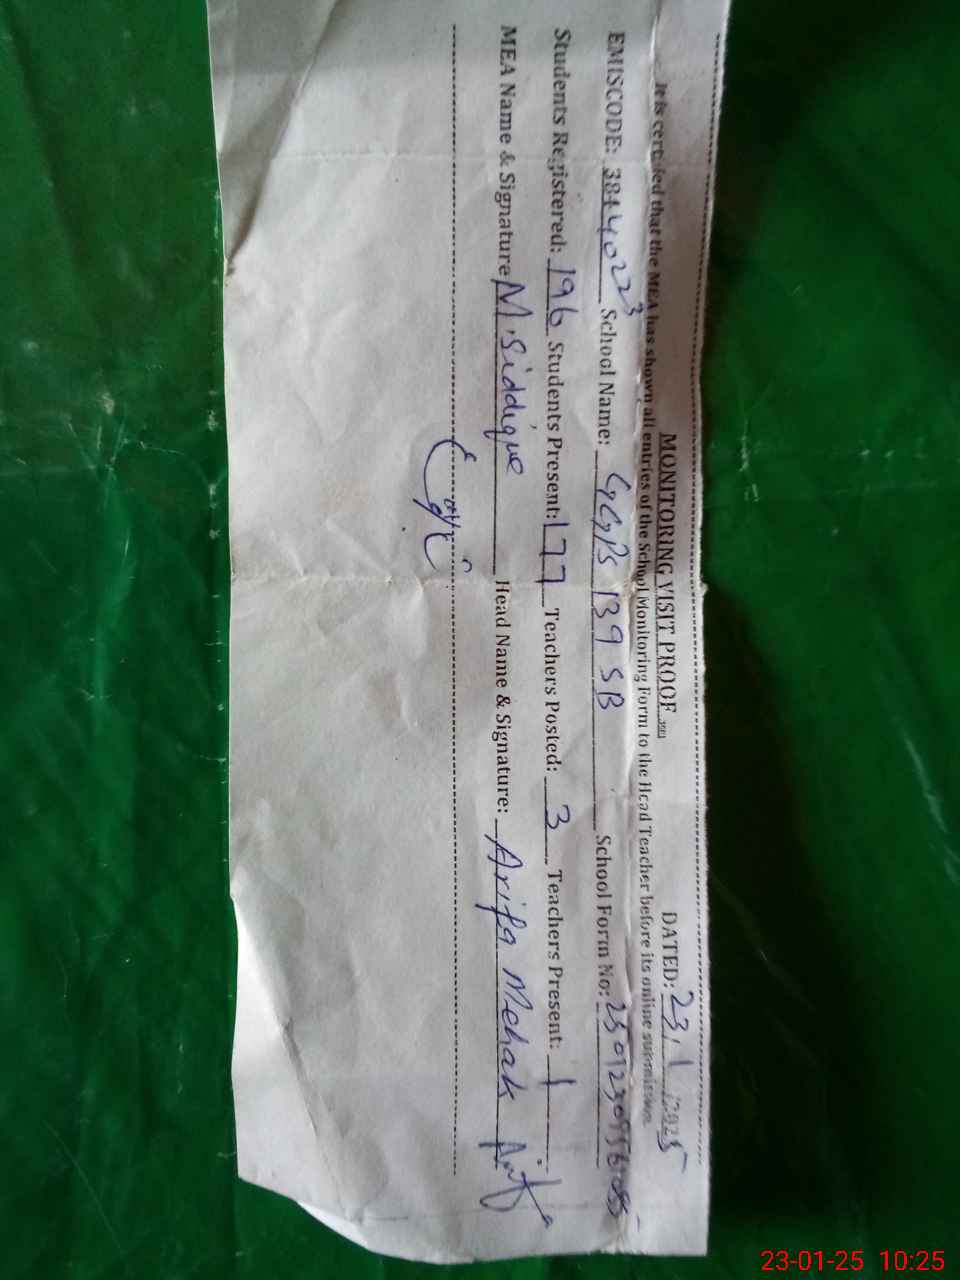 MONITORING VISIT PROOF DATED: 23/1/2025
It is certified that the MEA has shown all entries of the School Monitoring Form to the Head Teacher before its online submission
EMISCODE: 38440223 School Name: GGPS 139 SB School Form No:
Students Registered: 196 Students Present: 177 Teachers Posted: 3 Teachers Present: 1
MEA Name & Signature M. Siddique Head Name & Signature: Arifa Mehak
23-01-25 10:25